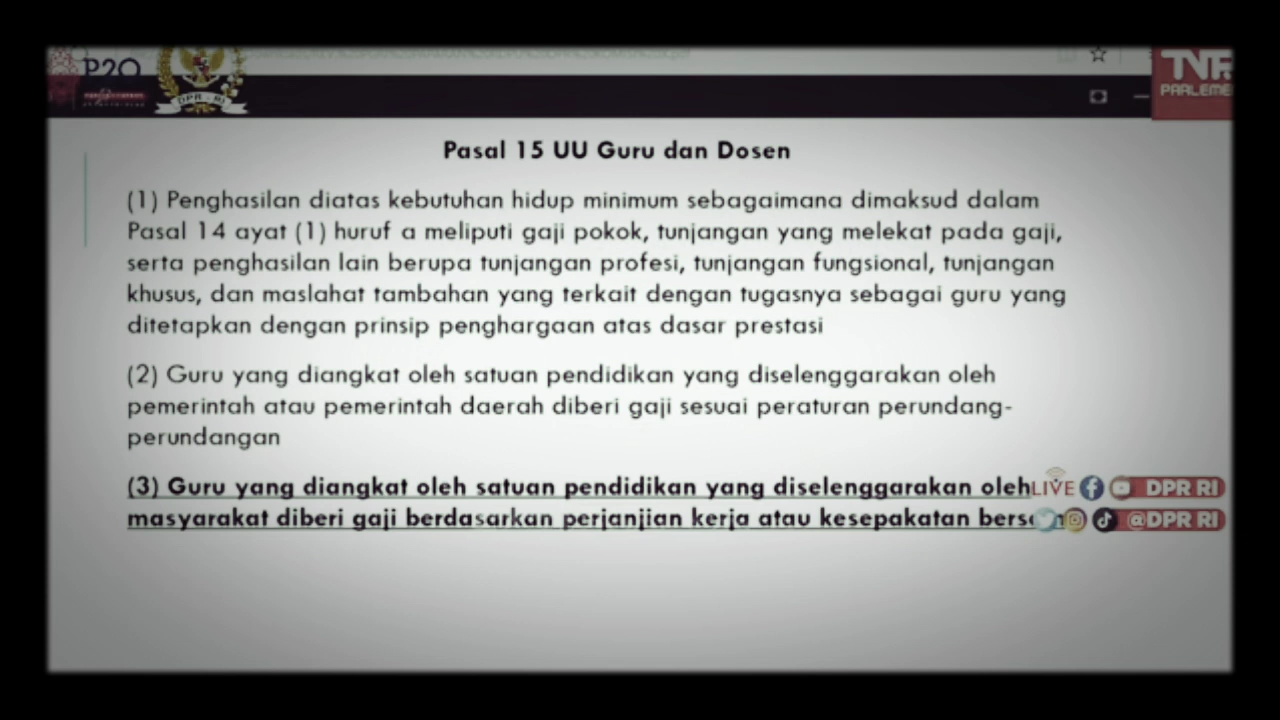 P20
DPR - RI
TVR
PARLEME
Pasal 15 UU Guru dan Dosen
(1) Penghasilan diatas kebutuhan hidup minimum sebagaimana dimaksud dalam
Pasal 14 ayat (1) huruf a meliputi gaji pokok, tunjangan yang melekat pada gaji,
serta penghasilan lain berupa tunjangan profesi, tunjangan fungsional, tunjangan
khusus, dan maslahat tambahan yang terkait dengan tugasnya sebagai guru yang
ditetapkan dengan prinsip penghargaan atas dasar prestasi
(2) Guru yang diangkat oleh satuan pendidikan yang diselenggarakan oleh
pemerintah atau pemerintah daerah diberi gaji sesuai peraturan perundang-
perundangan
(3) Guru yang diangkat oleh satuan pendidikan yang diselenggarakan oleh
masyarakat diberi gaji berdasarkan perjanjian kerja atau kesepakatan
LIVE DPR RI
@DPR RI